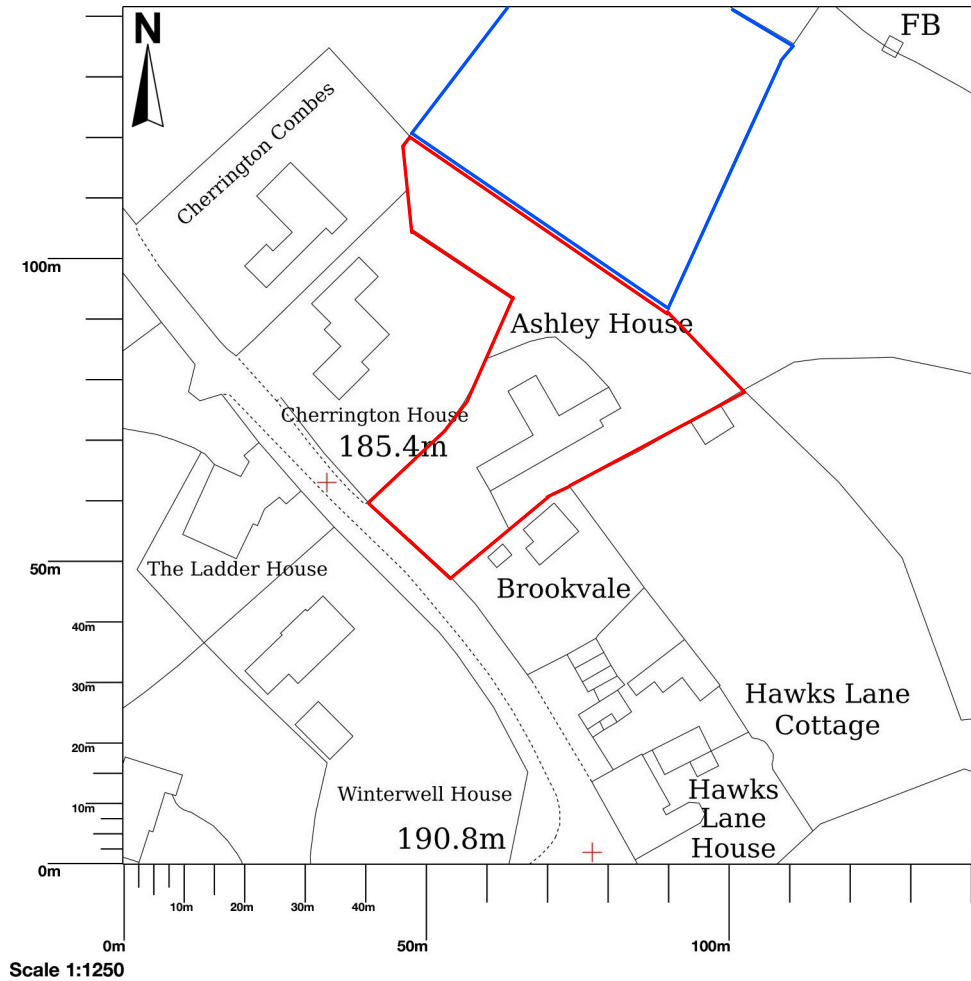 N
FB
Cherrington Combes
100m
Ashley House
Cherrington House
185.4m
50m
The Ladder House
Brookvale
40m
30m
Hawks Lane
Cottage
20m
Winterwell House
Hawks
Lane
House
10m
190.8m
0m
10m
20m
30m
40m
0m
50m
100m
Scale 1:1250